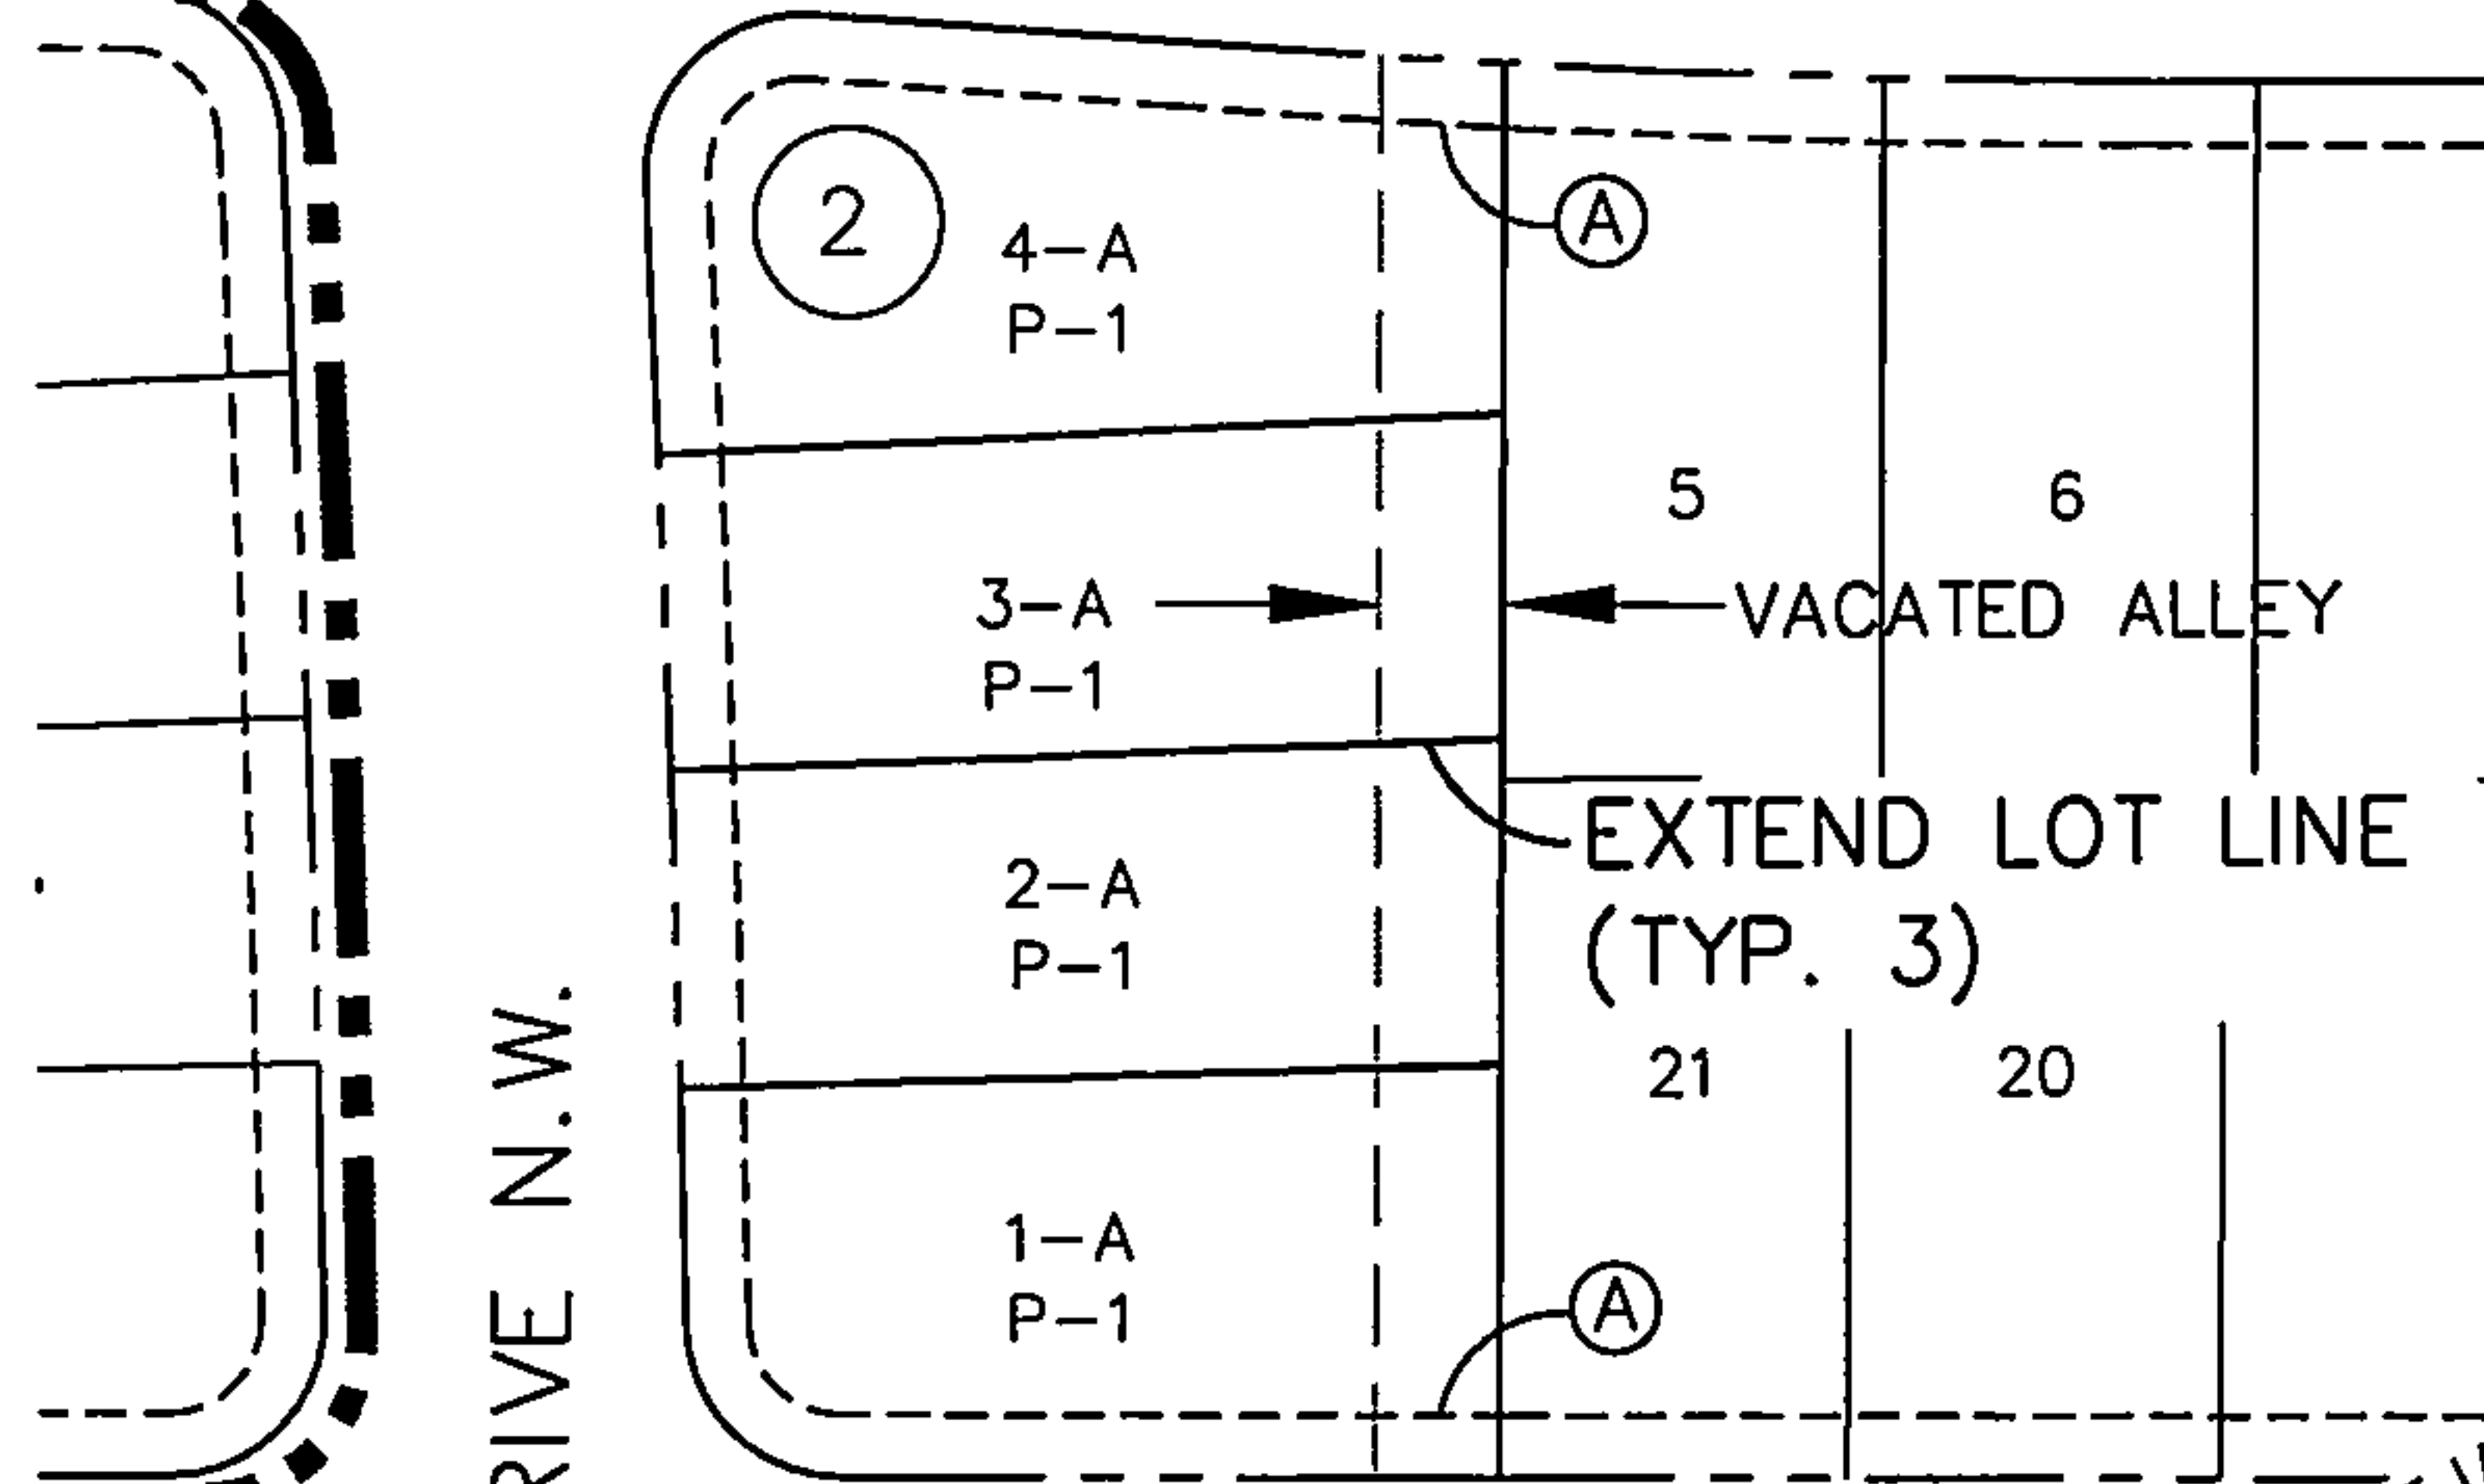 2
4-A
P-1
A
5
6
3-A
P-1
VACATED ALLEY
EXTEND LOT LINE
(TYP. 3)
2-A
P-1
21
20
1-A
P-1
A
N.W.